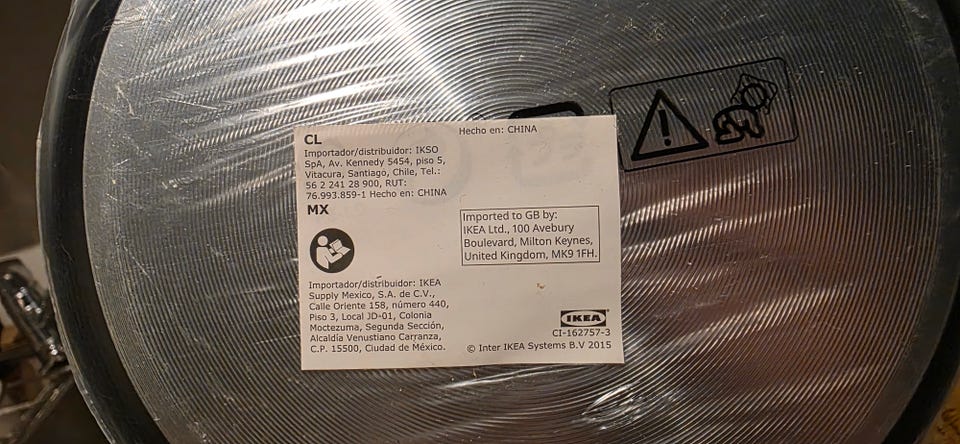 CL
Importador/distribuidor: IKSO
SpA, Av. Kennedy 5454, piso 5,
Vitacura, Santiago, Chile, Tel.:
56 2 241 28 900, RUT:
76.993.859-1 Hecho en: CHINA
MX
Importador/distribuidor: IKEA
Supply Mexico, S.A. de C.V.,
Calle Oriente 158, número 440,
Piso 3, Local JD-01, Colonia
Moctezuma, Segunda Sección,
Alcaldía Venustiano Carranza,
C.P. 15500, Ciudad de México.
Hecho en: CHINA
Imported to GB by:
IKEA Ltd., 100 Avebury
Boulevard, Milton Keynes,
United Kingdom, MK9 1FH.
IKEA
CI-162757-3
© Inter IKEA Systems B.V 2015